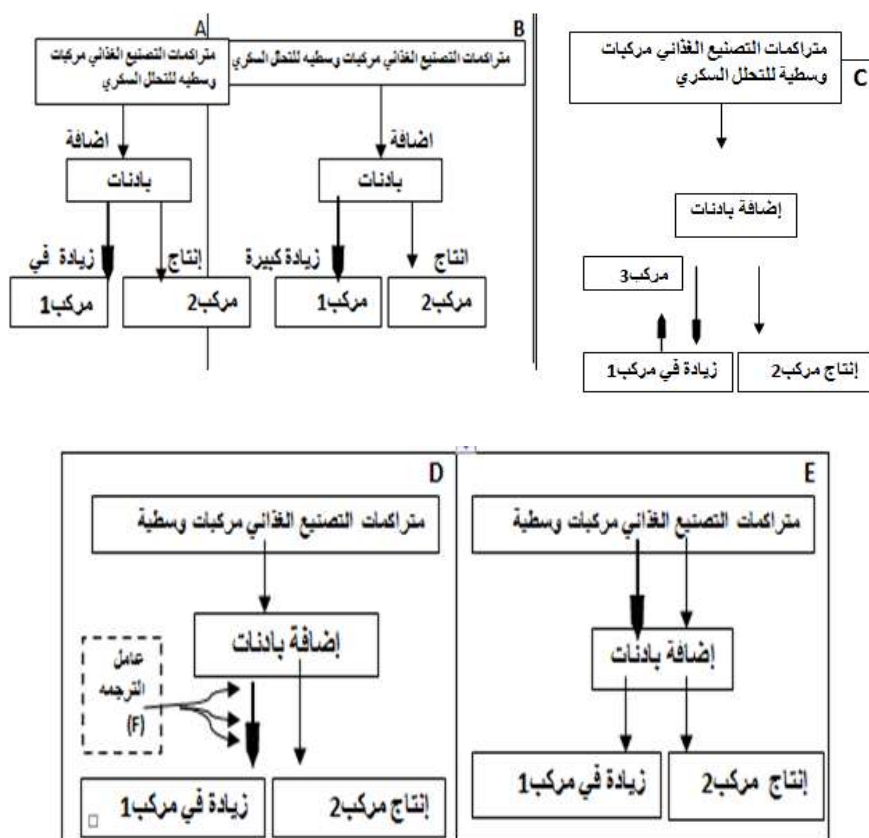 A
متراكمات التصنيع الغذائي مركبات
وسطيه للتحلل السكري
اضافة
بادئات
زيادة في
إنتاج
مركب1
مركب2
B
متراكمات التصنيع الغذائي مركبات وسطيه للتحلل السكري
اضافة
بادئات
زيادة كبيرة
انتاج
مركب1
مركب2
C
متراكمات التصنيع الغذائي مركبات
وسطية للتحلل السكري
إضافة بادئات
مركب3
زيادة في مركب1
إنتاج مركب2
D
متراكمات التصنيع الغذائي مركبات وسطية
إضافة بادئات
عامل
الترجمه
(F)
زيادة في مركب1
إنتاج مركب2
E
متراكمات التصنيع الغذائي مركبات وسطية
إضافة بادئات
زيادة في مركب1
إنتاج مركب2